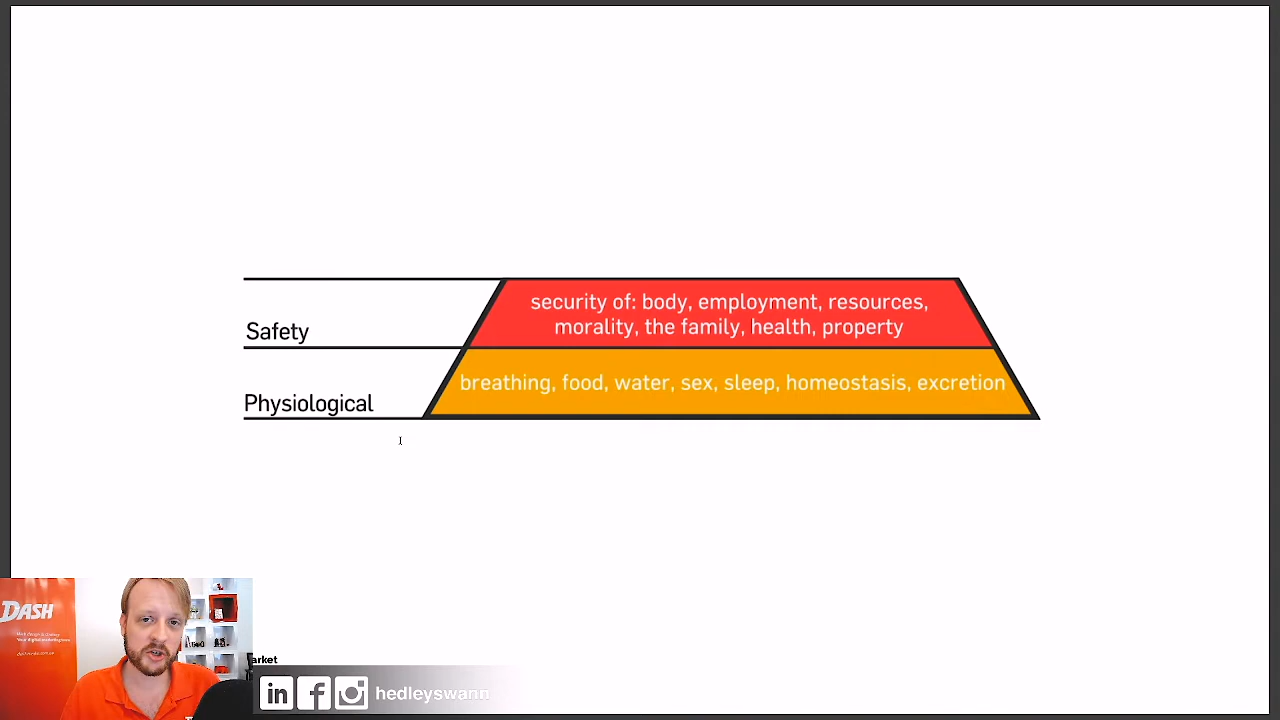 security of: body, employment, resources,
morality, the family, health, property
Safety
breathing, food, water, sex, sleep, homeostasis, excretion
Physiological
DASH
arket
in f hedleyswann